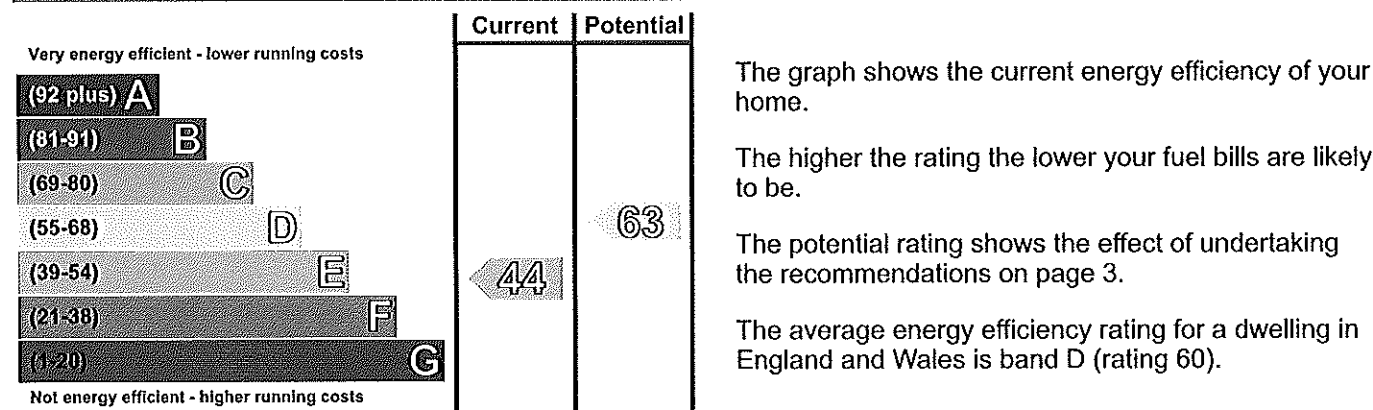 Current Potential
Very energy efficient - lower running costs
(92 plus) A
(81-91) B
(69-80) C
(55-68) D
63
(39-54) E
44
(21-38) F
(1-20) G
Not energy efficient - higher running costs
The graph shows the current energy efficiency of your
home.
The higher the rating the lower your fuel bills are likely
to be.
The potential rating shows the effect of undertaking
the recommendations on page 3.
The average energy efficiency rating for a dwelling in
England and Wales is band D (rating 60).